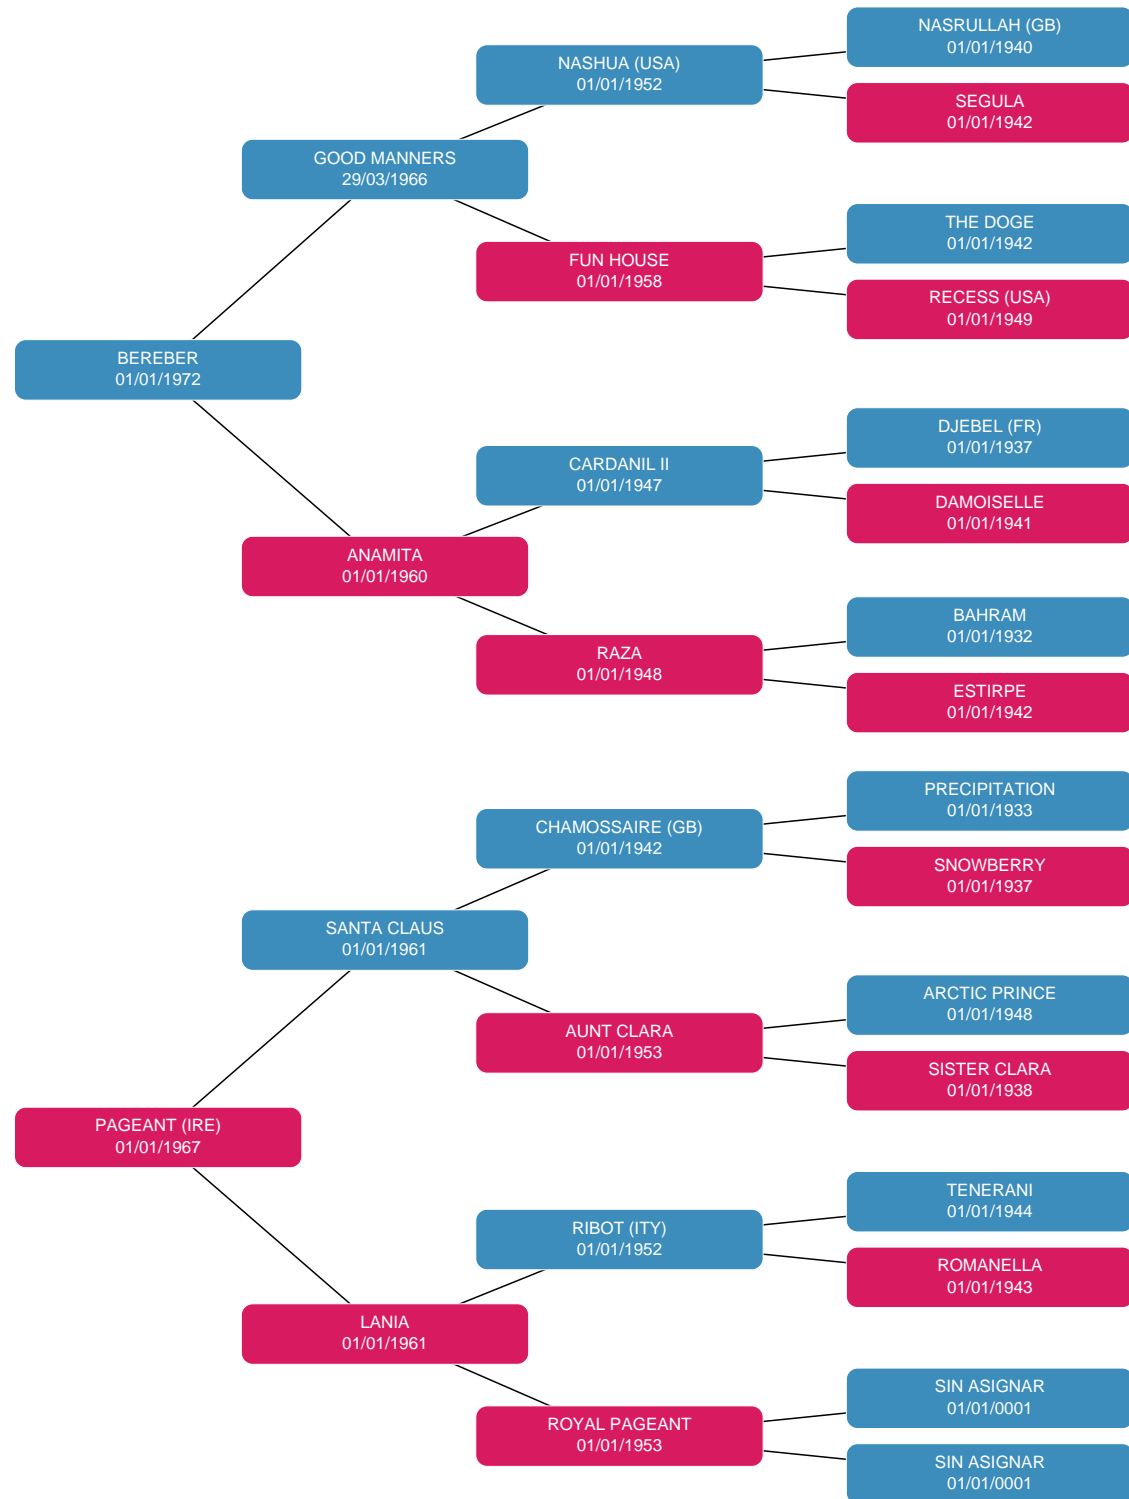 NASRULLAH (GB)
01/01/1940
NASHUA (USA)
01/01/1952
SEGULA
01/01/1942
GOOD MANNERS
29/03/1966
THE DOGE
01/01/1942
FUN HOUSE
01/01/1958
RECESS (USA)
01/01/1949
BEREBER
01/01/1972
DJEBEL (FR)
01/01/1937
CARDANIL II
01/01/1947
DAMOISELLE
01/01/1941
ANAMITA
01/01/1960
BAHRAM
01/01/1932
RAZA
01/01/1948
ESTIRPE
01/01/1942
PRECIPITATION
01/01/1933
CHAMOSSAIRE (GB)
01/01/1942
SNOWBERRY
01/01/1937
SANTA CLAUS
01/01/1961
ARCTIC PRINCE
01/01/1948
AUNT CLARA
01/01/1953
SISTER CLARA
01/01/1938
PAGEANT (IRE)
01/01/1967
TENERANI
01/01/1944
RIBOT (ITY)
01/01/1952
ROMANELLA
01/01/1943
LANIA
01/01/1961
SIN ASIGNAR
01/01/0001
ROYAL PAGEANT
01/01/1953
SIN ASIGNAR
01/01/0001